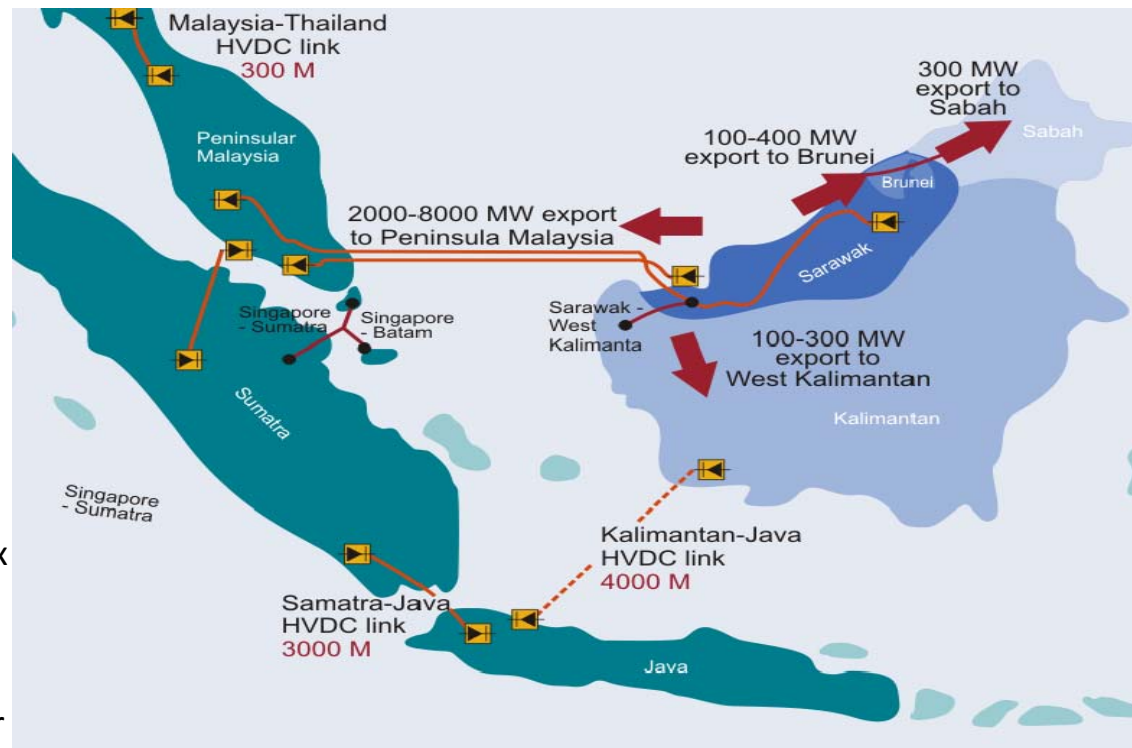 Malaysia-Thailand
HVDC link
300 M
Peninsular
Malaysia
300 MW
export to
Sabah
Sabah
100-400 MW
export to Brunei
Brunei
2000-8000 MW export
to Peninsula Malaysia
Sarawak
Singapore
- Sumatra
Singapore
- Batam
Sarawak -
West
Kalimanta
100-300 MW
export to
West Kalimantan
Sumatra
Kalimantan
Singapore
- Sumatra
Kalimantan-Java
HVDC link
4000 M
x
Samatra-Java
HVDC link
3000 M
Java
r